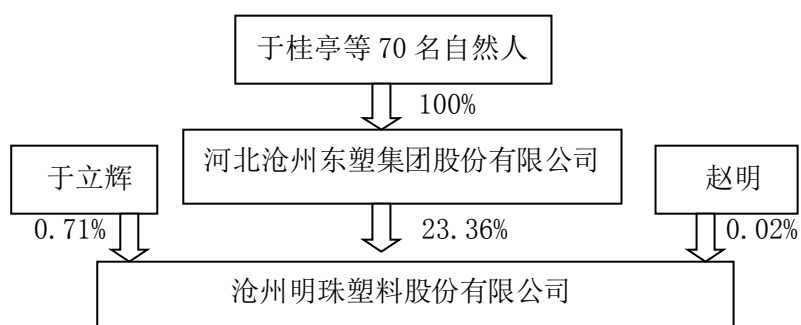 于桂亭等 70 名自然人
100%
河北沧州东塑集团股份有限公司
于立辉
赵明
0.71%
23.36%
0.02%
沧州明珠塑料股份有限公司